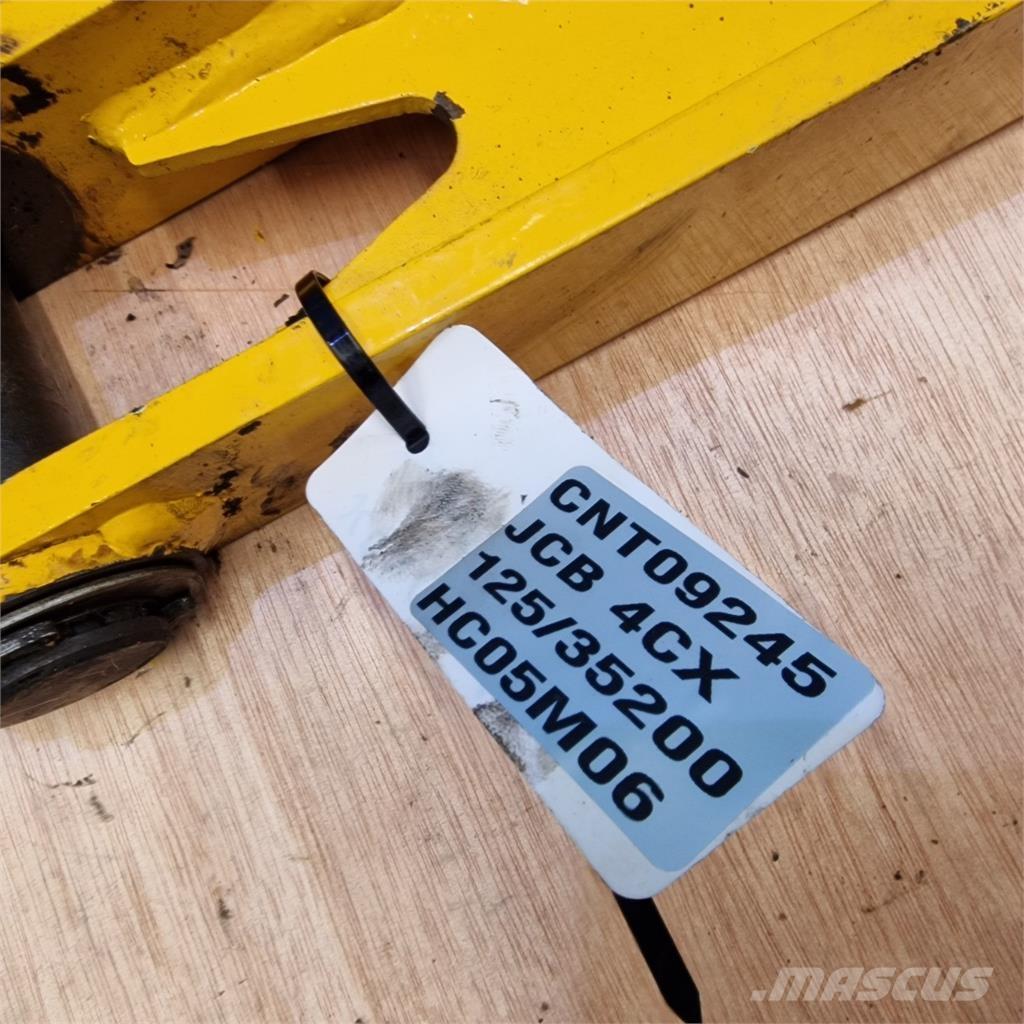 CNT09245
JCB 4CX
125/35200
HC05M06
.MASCUS